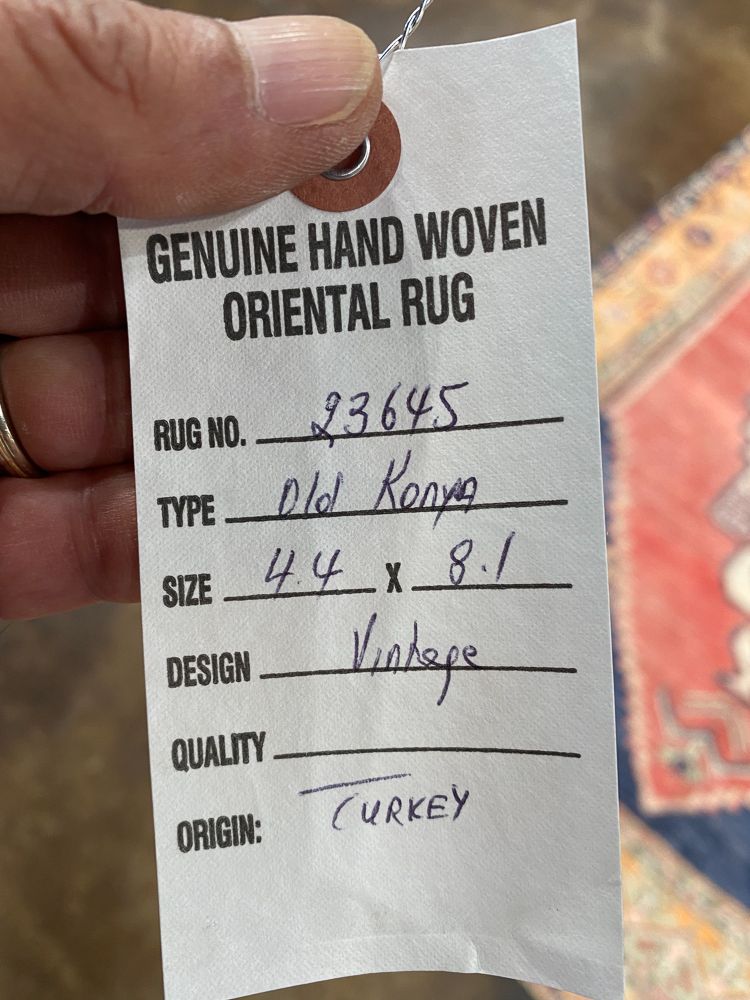 GENUINE HAND WOVEN
ORIENTAL RUG
RUG NO. 23645
TYPE Old Konya
SIZE 4.4 X 8.1
DESIGN Vintage
QUALITY
ORIGIN: TURKEY